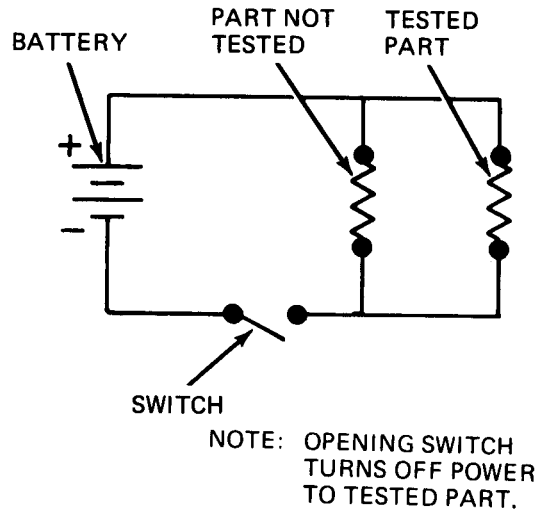 PART NOT
TESTED
TESTED
PART
BATTERY
+
-
SWITCH
NOTE: OPENING SWITCH
TURNS OFF POWER
TO TESTED PART.